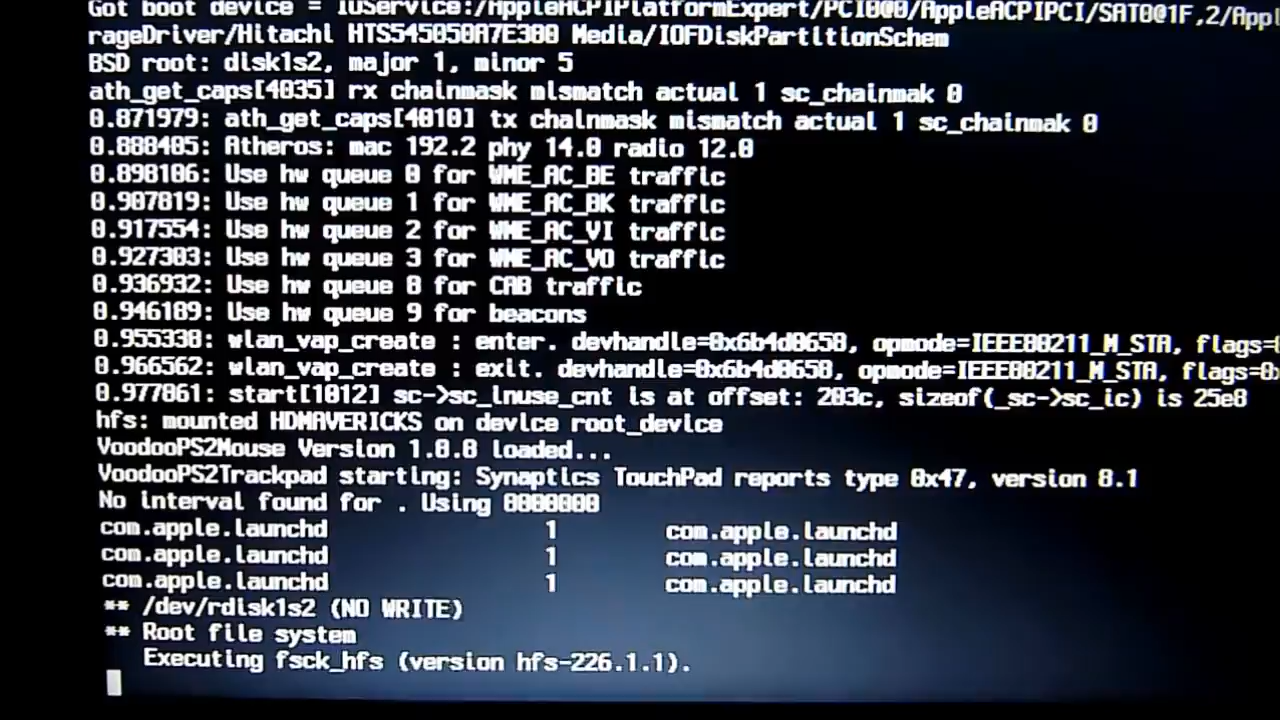 Got boot device = IOService:/AppleACPIPlatformExpert/PCI0@0/AppleACPIPCI/SAT0@1F,2/Appl
rageDriver/Hitachi HTS545050A7E380 Media/IOFDiskPartitionSchem
BSD root: disk1s2, major 1, minor 5
ath_get_caps[4035] rx chainmask mismatch actual 1 sc_chainmak 0
0.871979: ath_get_caps[4010] tx chainmask mismatch actual 1 sc_chainmak 0
0.888405: Atheros: mac 192.2 phy 14.0 radio 12.0
0.898106: Use hw queue 0 for WME_AC_BE traffic
0.907819: Use hw queue 1 for WME_AC_BK traffic
0.917554: Use hw queue 2 for WME_AC_VI traffic
0.927303: Use hw queue 3 for WME_AC_VO traffic
0.936932: Use hw queue 8 for CAB traffic
0.946189: Use hw queue 9 for beacons
0.955338: wlan_vap_create : enter. devhandle=0x6b4d0658, opmode=IEEE80211_M_STA, flags=0
0.966562: wlan_vap_create : exit. devhandle=0x6b4d0658, opmode=IEEE80211_M_STA, flags=0x
0.977861: start[1012] sc->sc_inuse_cnt is at offset: 203c, sizeof(_sc->sc_ic) is 25e8
hfs: mounted HDMAVERICKS on device root_device
VoodooPS2Mouse Version 1.8.8 loaded...
VoodooPS2Trackpad starting: Synaptics TouchPad reports type 0x47, version 8.1
No interval found for . Using 8000000
com.apple.launchd 1 com.apple.launchd
com.apple.launchd 1 com.apple.launchd
com.apple.launchd 1 com.apple.launchd
** /dev/rdisk1s2 (NO WRITE)
** Root file system
Executing fsck_hfs (version hfs-226.1.1).